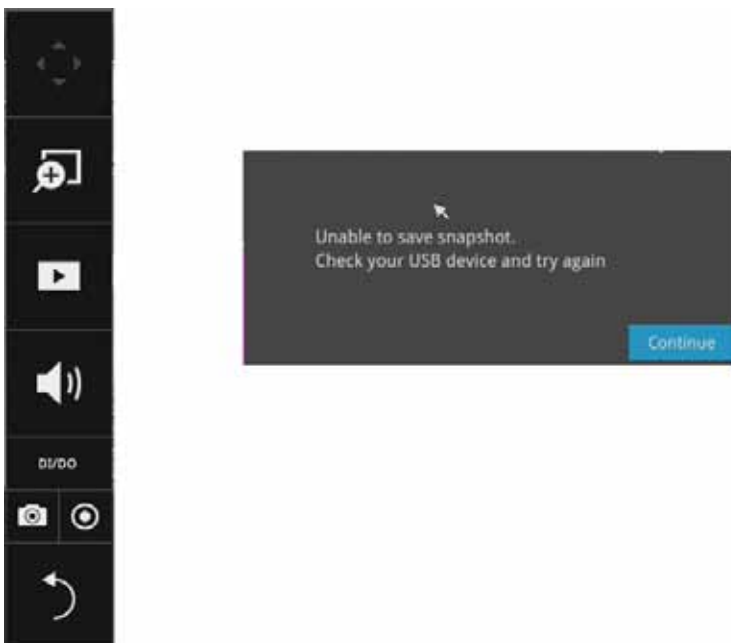 Unable to save snapshot.
Check your USB device and try again
Continue
DI/DO